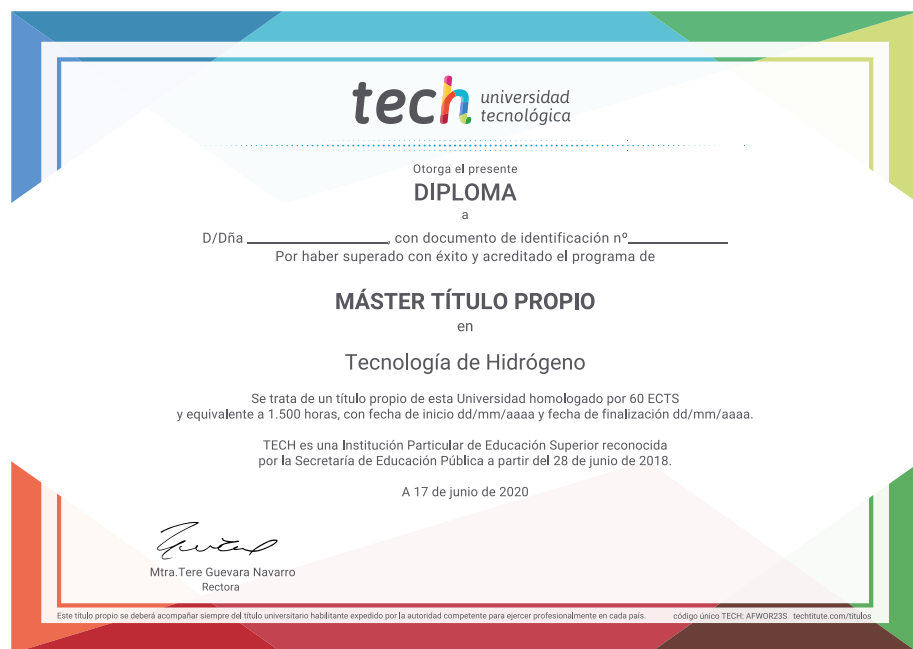 tech universidad
tecnológica
Otorga el presente
DIPLOMA
a
D/Dña ____________________, con documento de identificación nº______________
Por haber superado con éxito y acreditado el programa de
MÁSTER TÍTULO PROPIO
en
Tecnología de Hidrógeno
Se trata de un título propio de esta Universidad homologado por 60 ECTS
y equivalente a 1.500 horas, con fecha de inicio dd/mm/aaaa y fecha de finalización dd/mm/aaaa.
TECH es una Institución Particular de Educación Superior reconocida
por la Secretaría de Educación Pública a partir del 28 de junio de 2018.
A 17 de junio de 2020
Mtra.Tere Guevara Navarro
Rectora
Este título propio se deberá acompañar siempre del título universitario habilitante expedido por la autoridad competente para ejercer profesionalmente en cada país. código único TECH: AFWOR23S techtitute.com/titulos